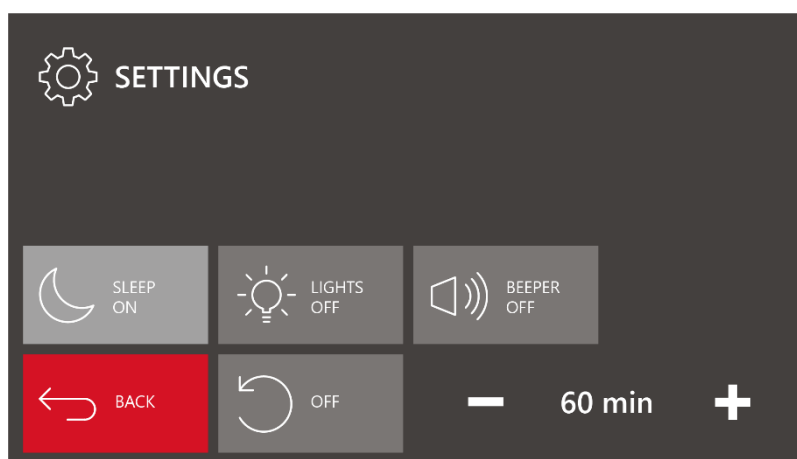 SETTINGS
SLEEP
ON
LIGHTS
OFF
BEEPER
OFF
BACK
OFF
60 min